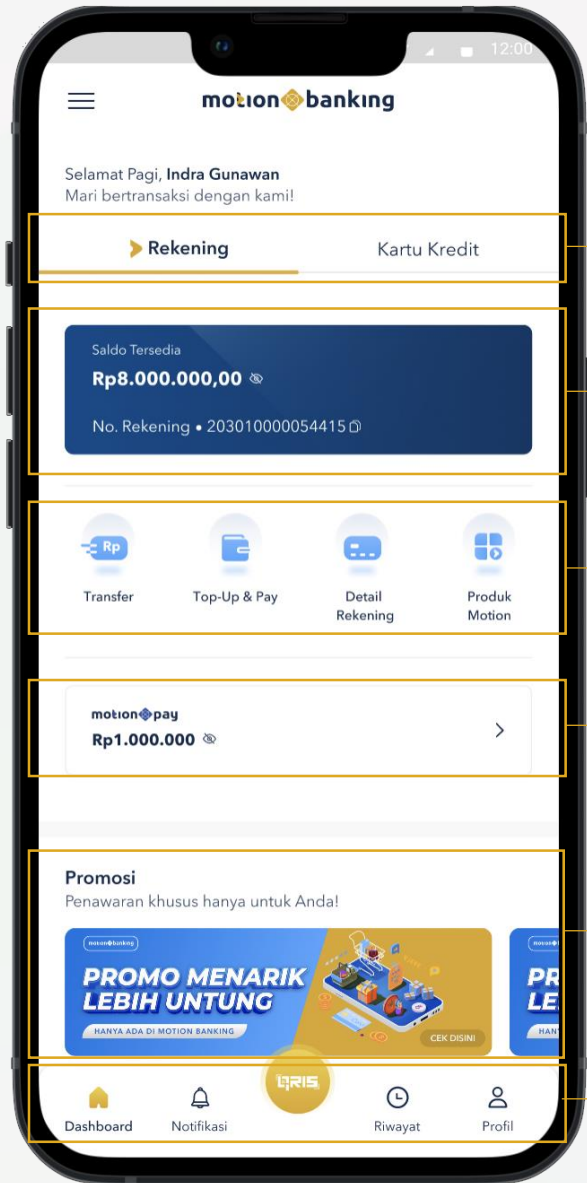 12:00
motion banking
Selamat Pagi, Indra Gunawan
Mari bertransaksi dengan kami!
Rekening
Kartu Kredit
Saldo Tersedia
Rp8.000.000,00
No. Rekening • 203010000054415
Rp
Transfer
Top-Up & Pay
Detail
Rekening
Produk
Motion
motion pay
Rp1.000.000
Promosi
Penawaran khusus hanya untuk Anda!
motion banking
PROMO MENARIK
LEBIH UNTUNG
HANYA ADA DI MOTION BANKING
CEK DISINI
PR
LE
HAN
QRIS
Dashboard
Notifikasi
Riwayat
Profil